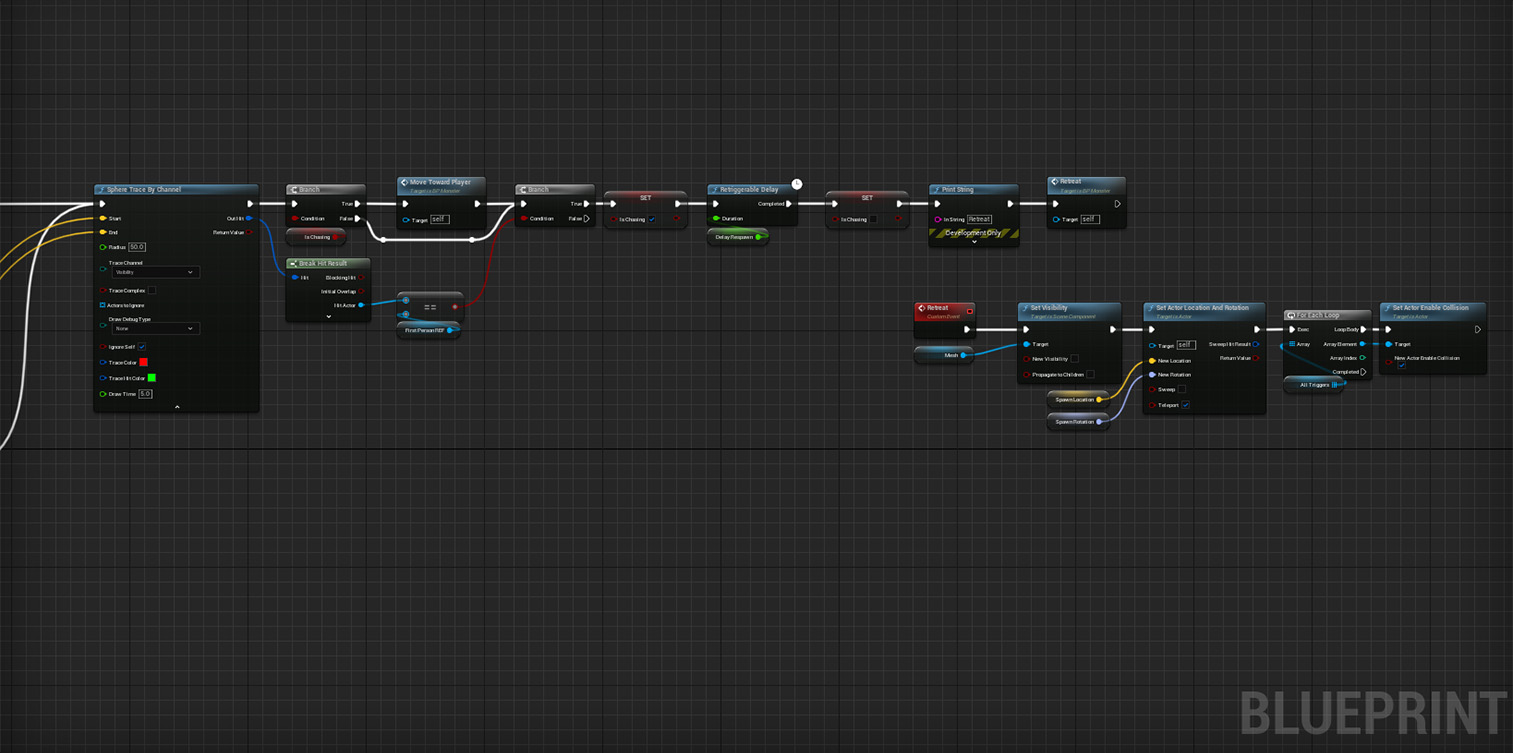 Sphere Trace By Channel
Start
Out Hit
End
Return Value
Radius
50.0
Trace Channel
Visibility
Trace Complex
Actors to Ignore
Draw Debug Type
None
Ignore Self
Trace Color
Trace Hit Color
Draw Time
5.0
Branch
True
Condition
False
Is Chasing
Break Hit Result
Hit
Blocking Hit
Initial Overlap
Hit Actor
Move Toward Player
Target is BP Monster
Target
self
==
First Person REF
Branch
True
Condition
False
SET
Is Chasing
Retriggerable Delay
Completed
Duration
Delay Respawn
SET
Is Chasing
Print String
In String
Retreat
Development Only
Retreat
Target is BP Monster
Target
self
Retreat
Custom Event
Mesh
Set Visibility
Target is Scene Component
Target
New Visibility
Propagate to Children
Spawn Location
Spawn Rotation
Set Actor Location And Rotation
Target is Actor
Target
self
Sweep Hit Result
New Location
Return Value
New Rotation
Sweep
Teleport
For Each Loop
Exec
Loop Body
Array
Array Element
Array Index
Completed
All Triggers
Set Actor Enable Collision
Target is Actor
Target
New Actor Enable Collision
BLUEPRINT